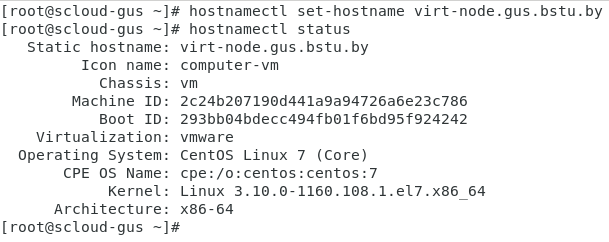 [root@scloud-gus ~]# hostnamectl set-hostname virt-node.gus.bstu.by
[root@scloud-gus ~]# hostnamectl status
Static hostname: virt-node.gus.bstu.by
Icon name: computer-vm
Chassis: vm
Machine ID: 2c24b207190d441a9a94726a6e23c786
Boot ID: 293bb04bdecc494fb01f6bd95f924242
Virtualization: vmware
Operating System: CentOS Linux 7 (Core)
CPE OS Name: cpe:/o:centos:centos:7
Kernel: Linux 3.10.0-1160.108.1.el7.x86_64
Architecture: x86-64
[root@scloud-gus ~]#